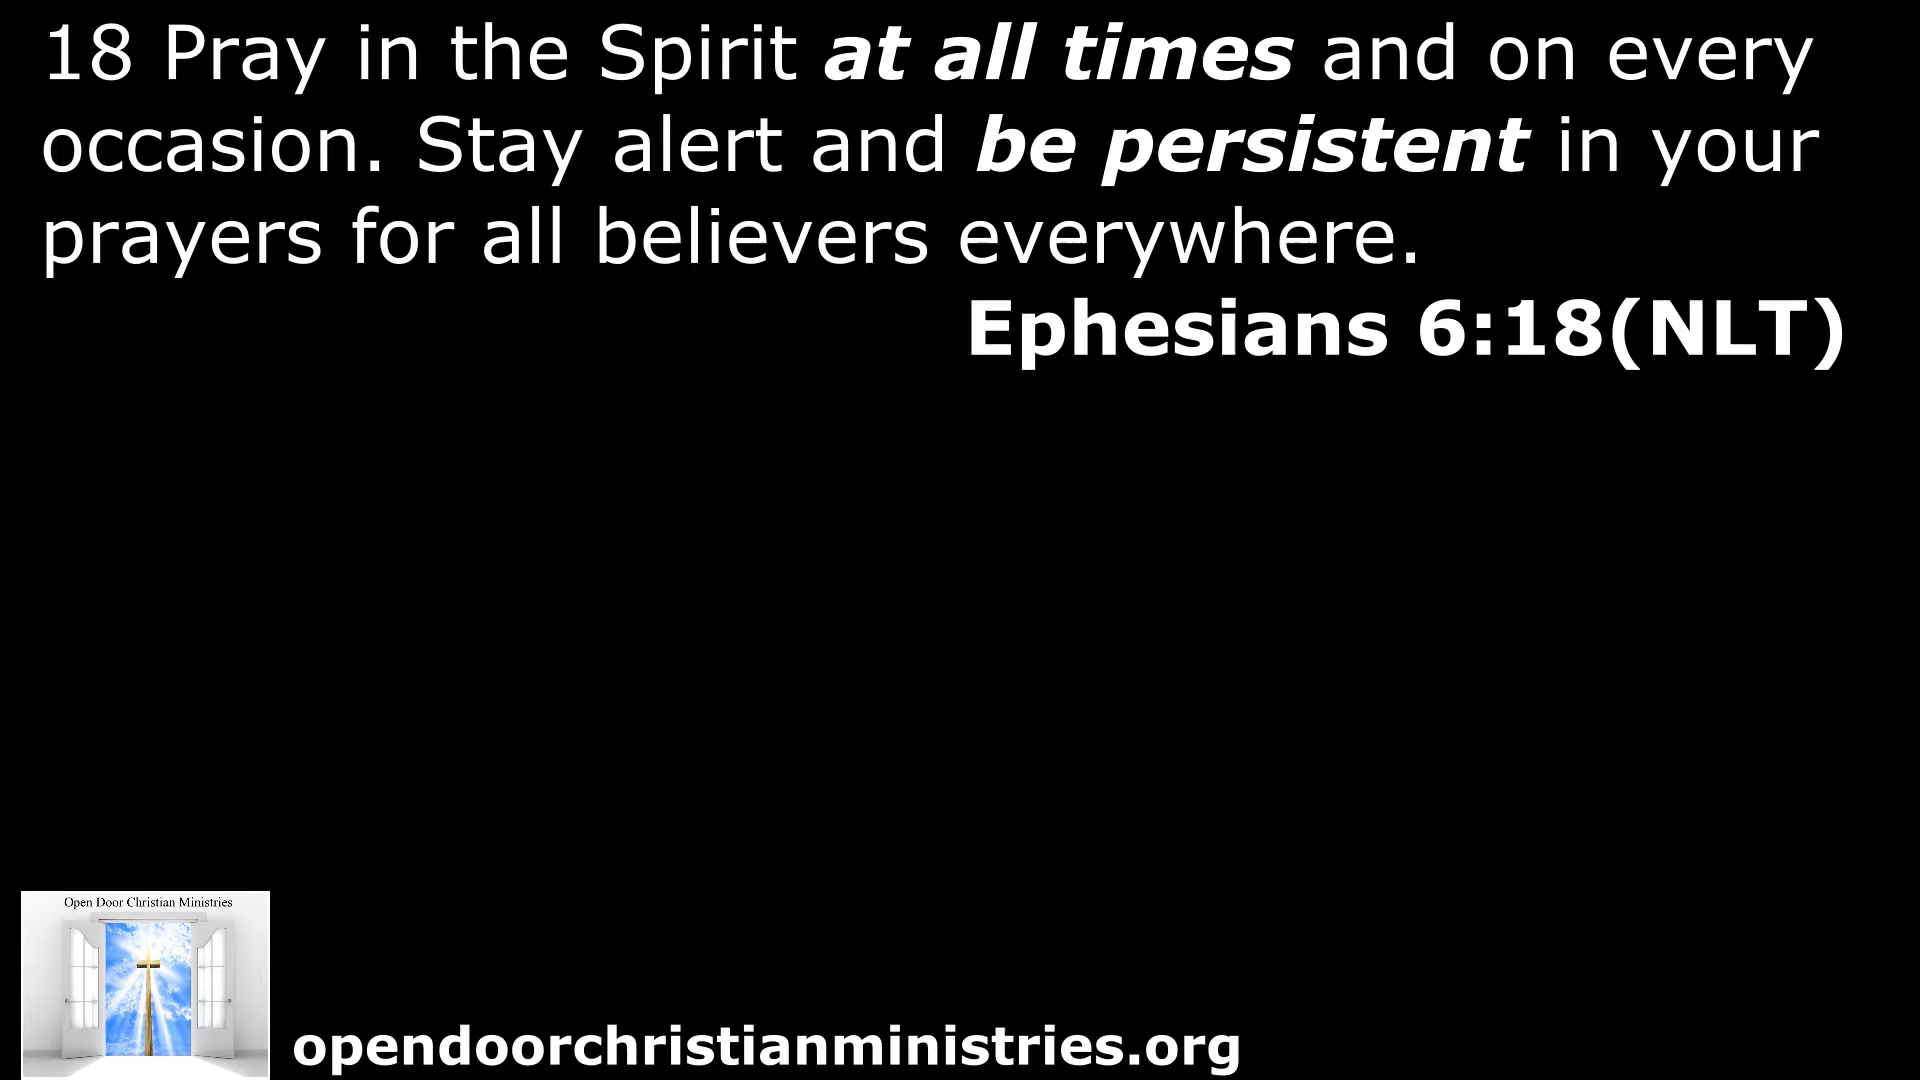 18 Pray in the Spirit at all times and on every
occasion. Stay alert and be persistent in your
prayers for all believers everywhere.
Ephesians 6:18(NLT)
Open Door Christian Ministries
opendoorchristianministries.org